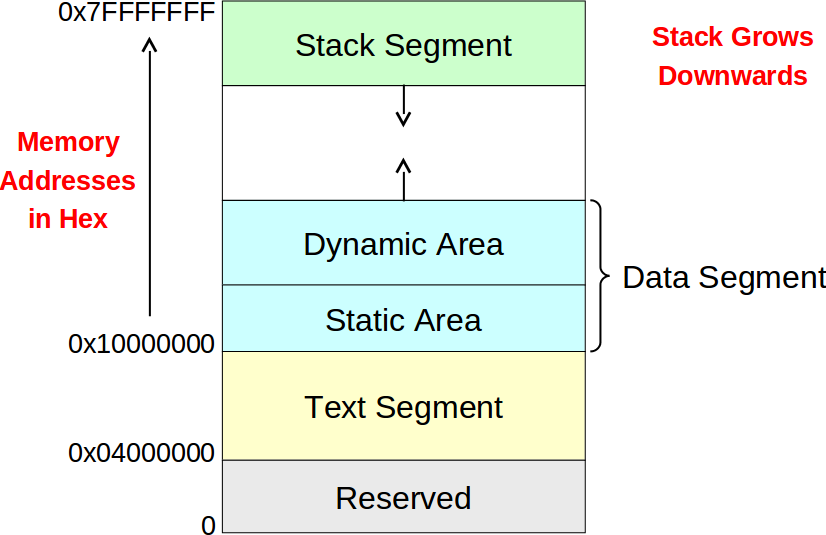 0x7FFFFFFF
Stack Segment
Stack Grows
Downwards
Memory
Addresses
in Hex
Dynamic Area
Data Segment
Static Area
0x10000000
Text Segment
0x04000000
Reserved
0